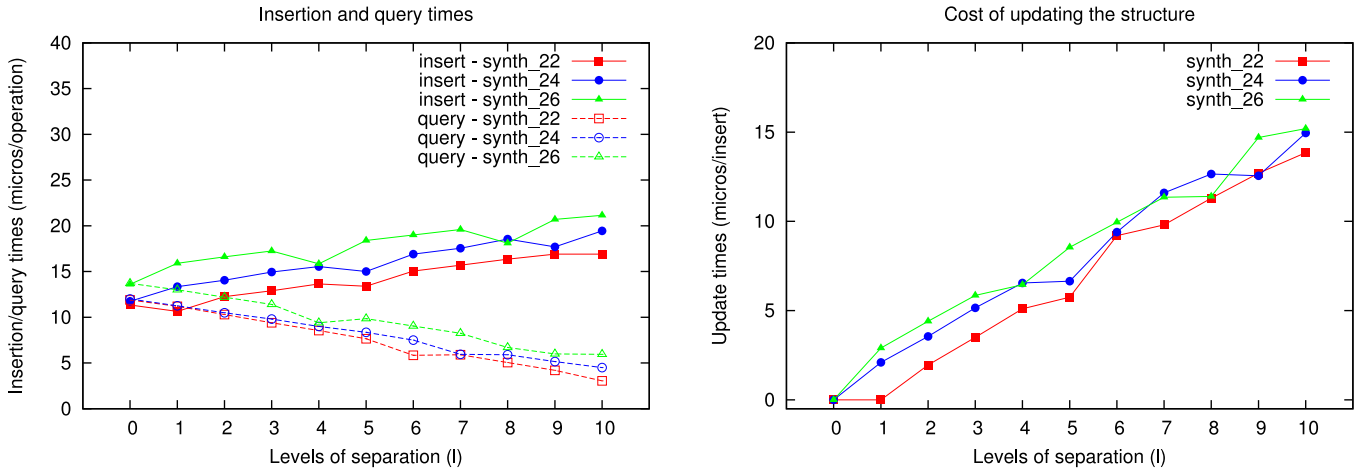 Insertion and query times
Insertion/query times (micros/operation)
40
35
30
25
20
15
10
5
0
insert - synth_22
insert - synth_24
insert - synth_26
query - synth_22
query - synth_24
query - synth_26
0 1 2 3 4 5 6 7 8 9 10
Levels of separation (l)
Cost of updating the structure
Update times (micros/insert)
20
15
10
5
0
synth_22
synth_24
synth_26
0 1 2 3 4 5 6 7 8 9 10
Levels of separation (l)